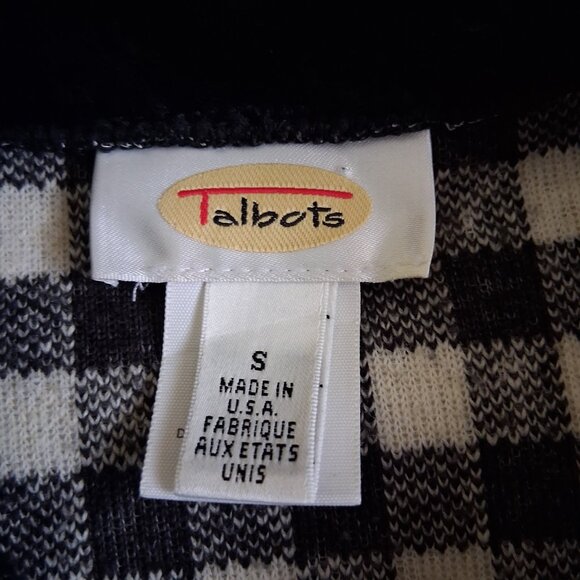 Talbots
S
MADE IN
U.S.A.
FABRIQUE
AUX ETATS
UNIS